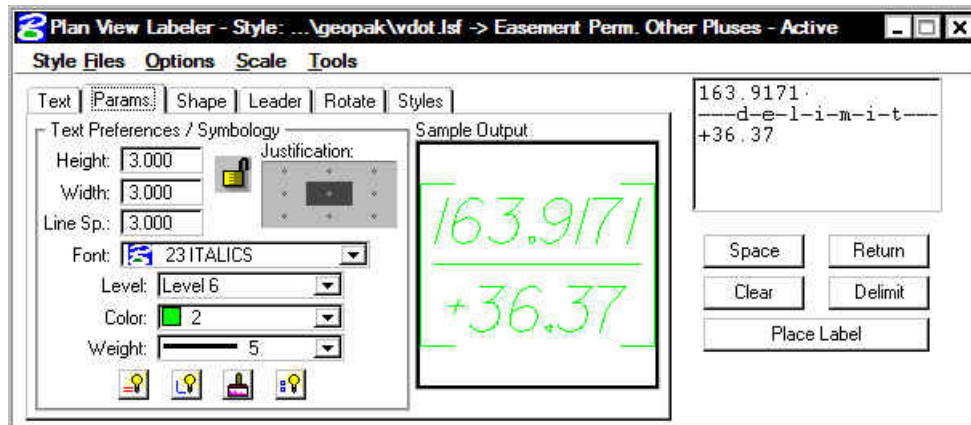 Plan View Labeler - Style: ...\geopak\vdot.lsf -> Easement Perm. Other Pluses - Active
Style Files Options Scale Tools
Text Params. Shape Leader Rotate Styles
Text Preferences / Symbology
Height: 3.000
Width: 3.000
Line Sp.: 3.000
Justification:
Font: 23 ITALICS
Level: Level 6
Color: 2
Weight: 5
Sample Output
163.9171
+36.37
163.9171
---d-e-l-i-m-i-t---
+36.37
Space Return
Clear Delimit
Place Label